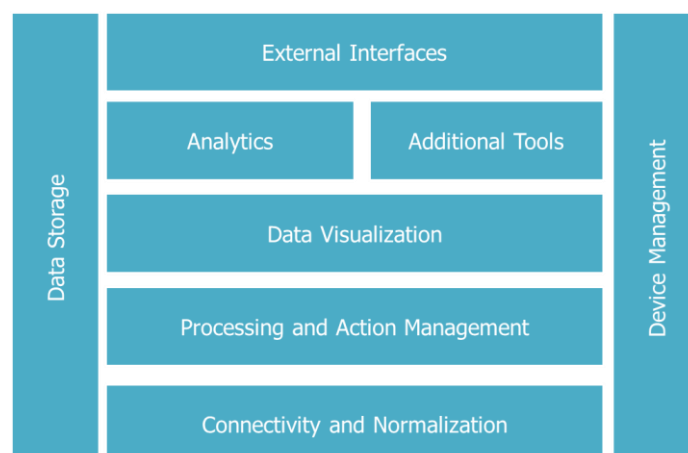 External Interfaces
Analytics
Additional Tools
Data Visualization
Processing and Action Management
Connectivity and Normalization
Data Storage
Device Management